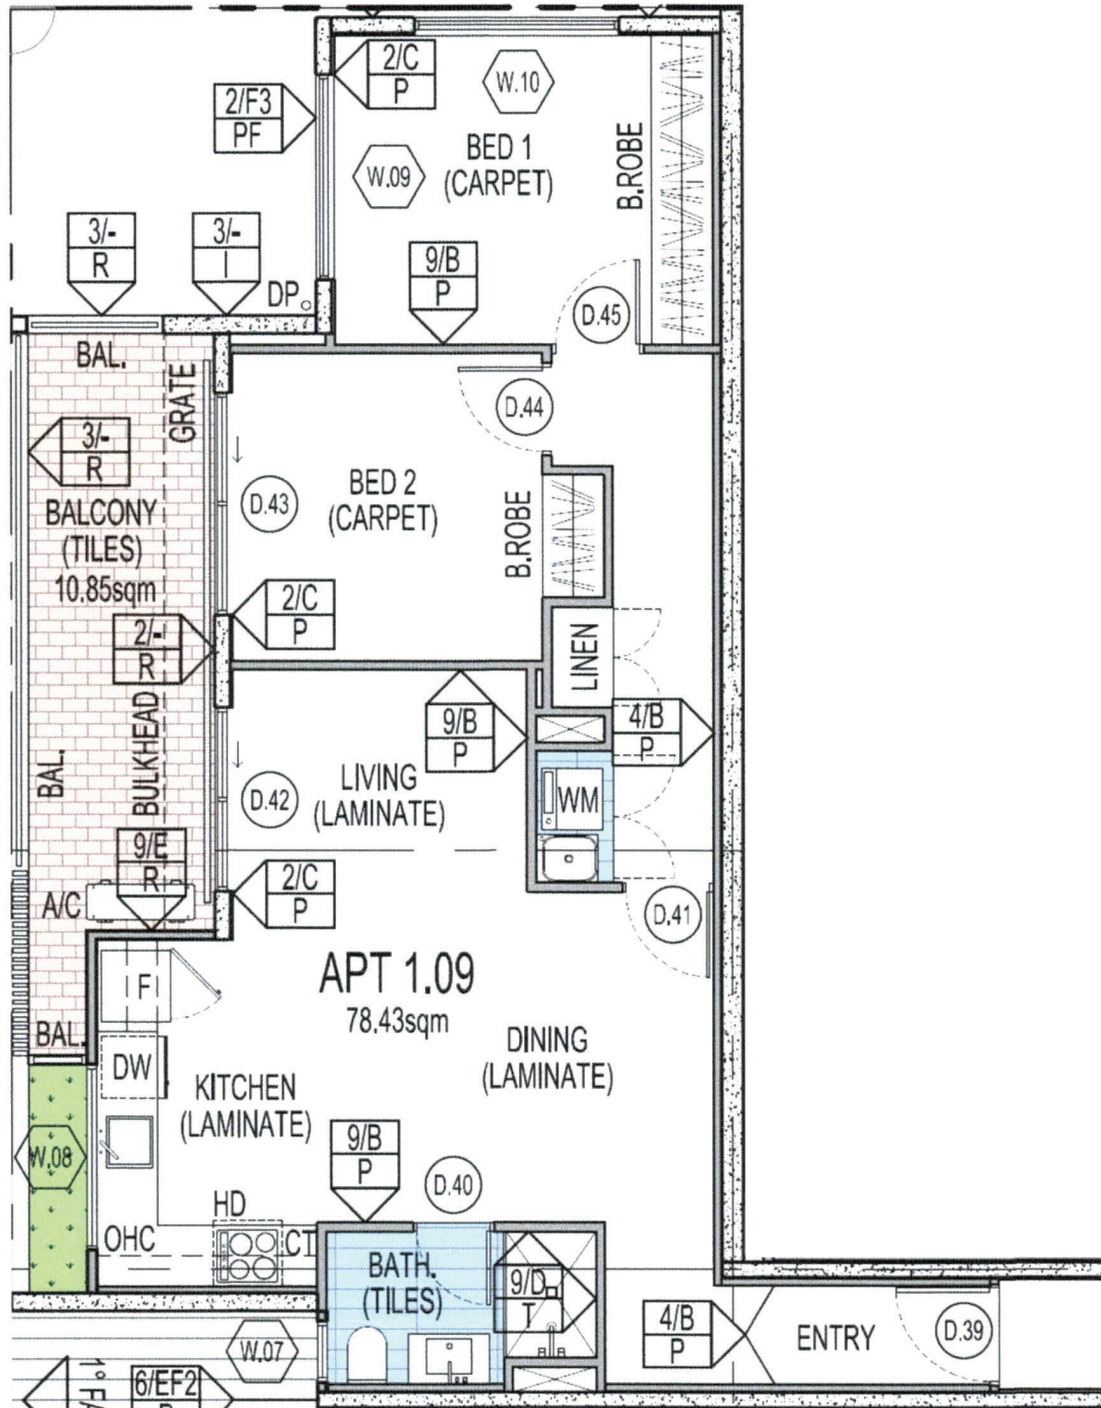 2/C
P
W.10
2/F3
PF
BED 1
(CARPET)
W.09
B.ROBE
3/-
R
3/-
I
9/B
P
DP.
D.45
BAL.
GRATE
D.44
3/-
R
BED 2
(CARPET)
D.43
B.ROBE
BALCONY
(TILES)
10.85sqm
2/C
P
2/-
R
LINEN
9/B
P
4/B
P
BULKHEAD
BAL.
LIVING
(LAMINATE)
D.42
WM
9/E
R
2/C
P
A/C
D.41
APT 1.09
78.43sqm
F
BAL.
DINING
(LAMINATE)
DW
KITCHEN
(LAMINATE)
9/B
P
W.08
D.40
HD
OHC
CT
BATH.
(TILES)
9/D
T
4/B
P
ENTRY
D.39
W.07
6/EF2